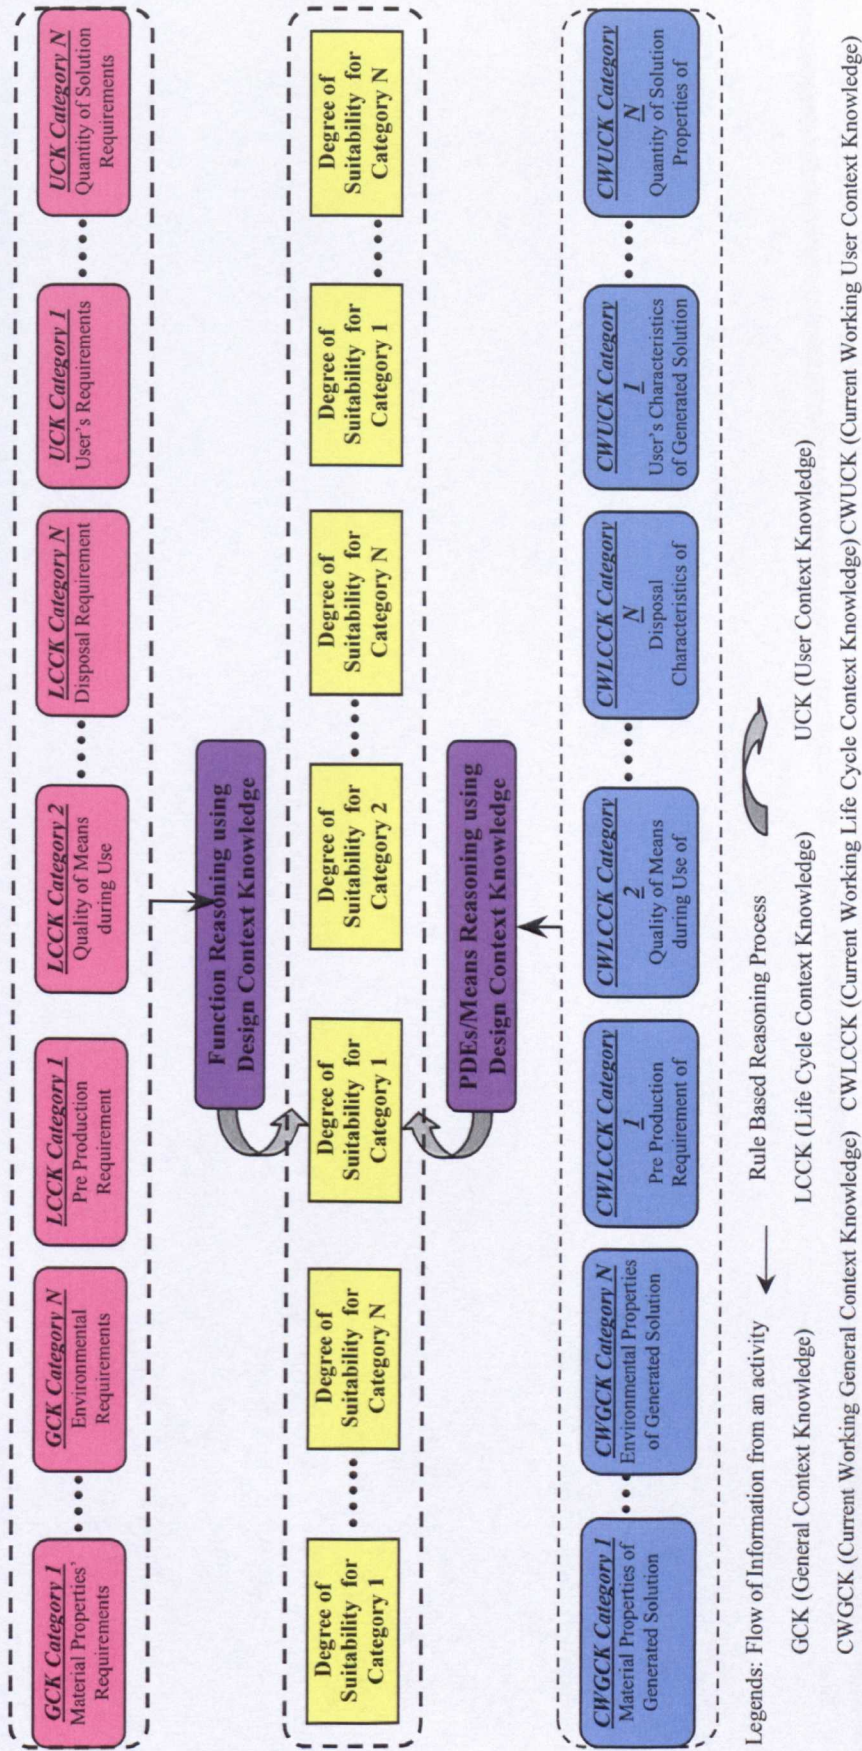 GCK Category 1
Material Properties'
Requirements
GCK Category N
Environmental
Requirements
LCCK Category 1
Pre Production
Requirement
LCCK Category 2
Quality of Means
during Use
LCCK Category N
Disposal Requirement
UCK Category 1
User's Requirements
UCK Category N
Quantity of Solution
Requirements
Function Reasoning using
Design Context Knowledge
Degree of
Suitability for
Category 1
Degree of
Suitability for
Category N
Degree of
Suitability for
Category 1
Degree of
Suitability for
Category 2
Degree of
Suitability for
Category N
Degree of
Suitability for
Category 1
Degree of
Suitability for
Category N
PDEs/Means Reasoning using
Design Context Knowledge
CWGCK Category 1
Material Properties of
Generated Solution
CWGCK Category N
Environmental Properties
of Generated Solution
CWLCCK Category
1
Pre Production
Requirement of
CWLCCK Category
2
Quality of Means
during Use of
CWLCCK Category
N
Disposal
Characteristics of
CWUCK Category
1
User's Characteristics
of Generated Solution
CWUCK Category
N
Quantity of Solution
Properties of
Legends: Flow of Information from an activity Rule Based Reasoning Process
GCK (General Context Knowledge) LCCK (Life Cycle Context Knowledge) UCK (User Context Knowledge)
CWGCK (Current Working General Context Knowledge) CWLCCK (Current Working Life Cycle Context Knowledge) CWUCK (Current Working User Context Knowledge)